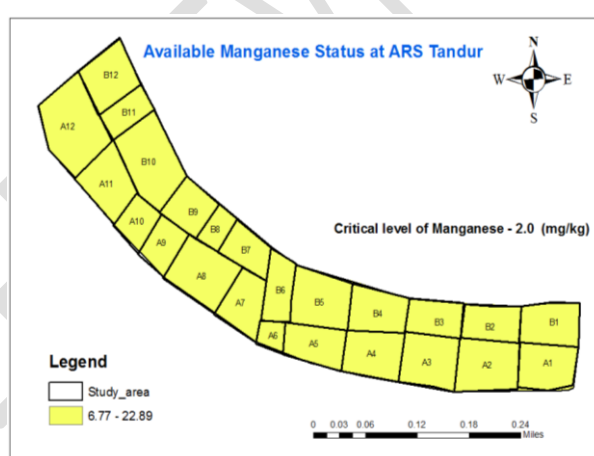 Available Manganese Status at ARS Tandur
N
W E
S
B12
B11
A12
B10
A11
B9
A10
B8
A9
B7
A8
B6
A7
B5
B4
B3
B2
B1
A6
A5
A4
A3
A2
A1
Critical level of Manganese - 2.0 (mg/kg)
Legend
Study_area
6.77 - 22.89
0 0.03 0.06 0.12 0.18 0.24
Miles